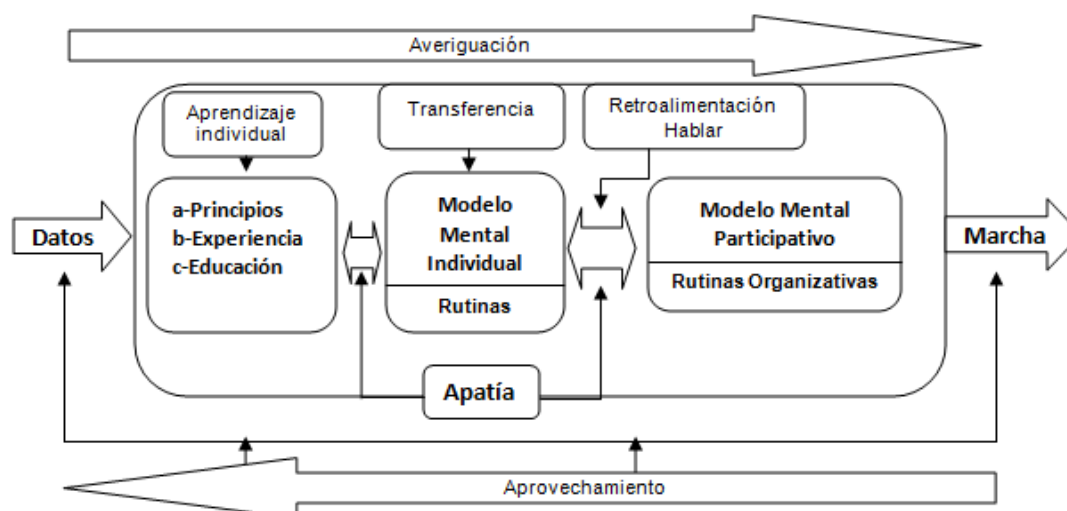 Averiguación
Aprendizaje
individual
Transferencia
Retroalimentación
Hablar
Datos
a-Principios
b-Experiencia
c-Educación
Modelo
Mental
Individual
Rutinas
Modelo Mental
Participativo
Rutinas Organizativas
Marcha
Apatía
Aprovechamiento